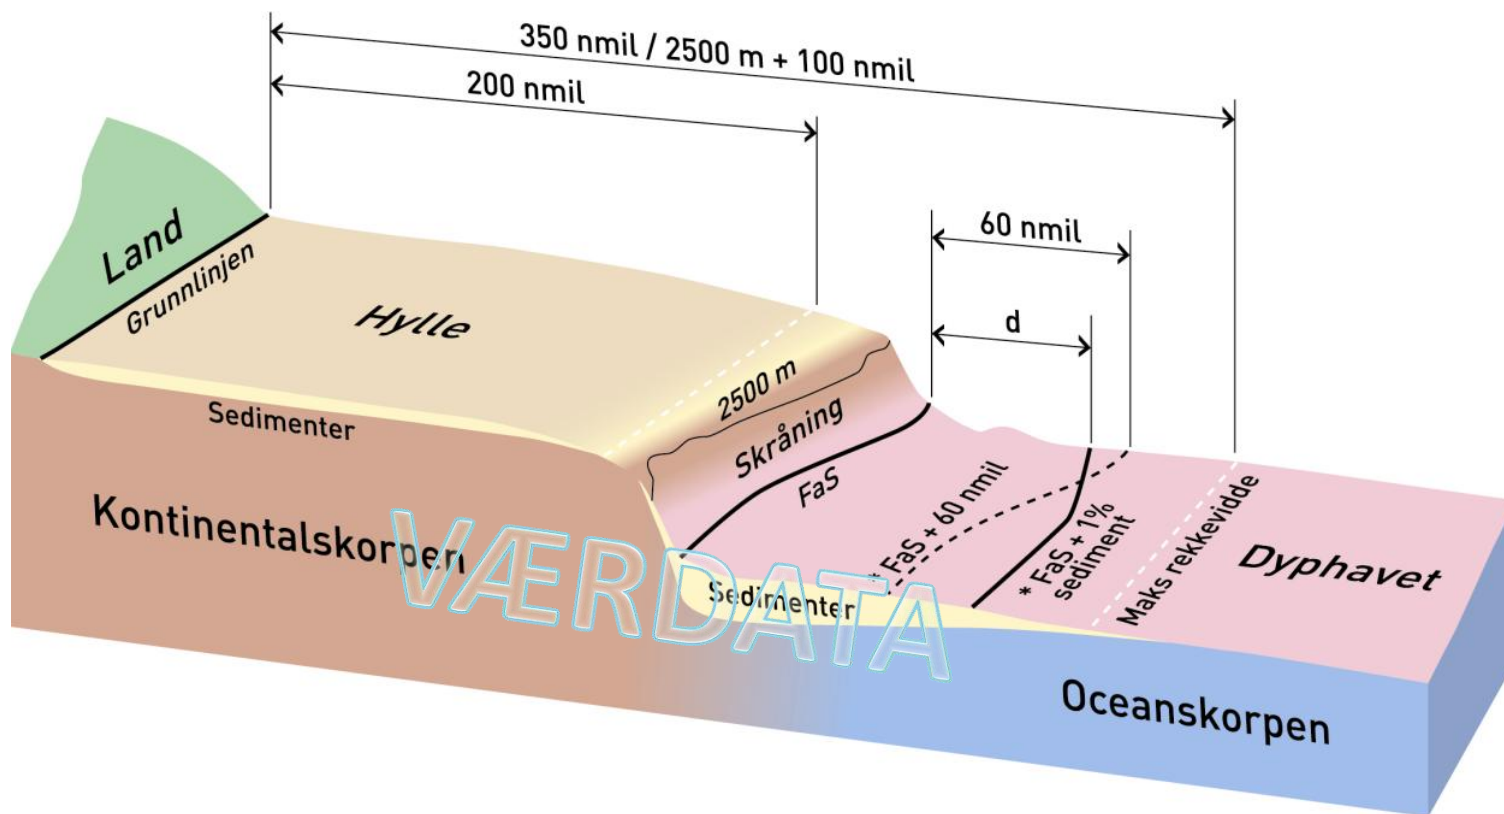 350 nmil / 2500 m + 100 nmil
200 nmil
60 nmil
d
Land
Grunnlinjen
Hylle
2500 m
Skråning
FaS
Sedimenter
* FaS + 60 nmil
* FaS + 1%
sediment
Maks rekkevidde
Dyphavet
Kontinentalskorpen
VÆRDATA
Sedimenter
Oceanskorpen